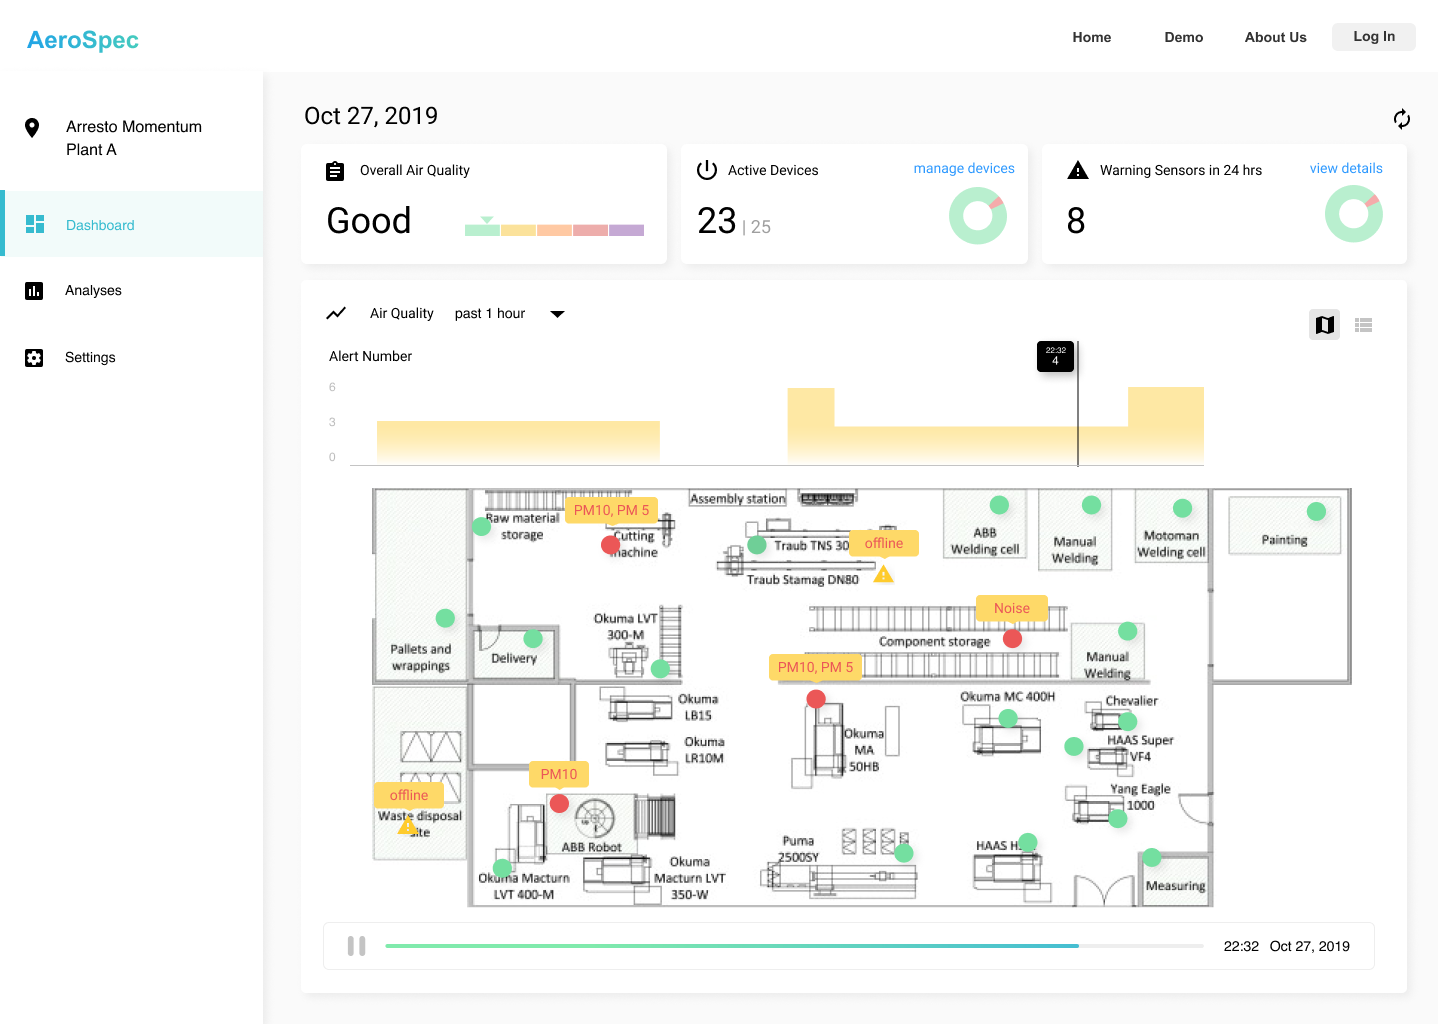 AeroSpec
Home
Demo
About Us
Log In
Arresto Momentum
Plant A
Dashboard
Analyses
Settings
Oct 27, 2019
Overall Air Quality
Good
Active Devices
manage devices
23 | 25
Warning Sensors in 24 hrs
view details
8
Air Quality
past 1 hour
Alert Number
22:32
4
6
3
0
Raw material
storage
PM10, PM 5
Cutting
machine
Assembly station
Traub TNS 30
offline
Traub Stamag DN80
ABB
Welding cell
Manual
Welding
Motoman
Welding cell
Painting
Pallets and
wrappings
Delivery
Okuma LVT
300-M
Noise
Component storage
PM10, PM 5
Manual
Welding
Okuma
LB15
Okuma
LR10M
Okuma
MA
50HB
Okuma MC 400H
Chevalier
HAAS Super
VF4
Yang Eagle
1000
offline
Waste disposal
site
PM10
ABB Robot
Okuma Macturn
LVT 400-M
Okuma
Macturn LVT
350-W
Puma
2500SY
HAAS
Measuring
22:32 Oct 27, 2019